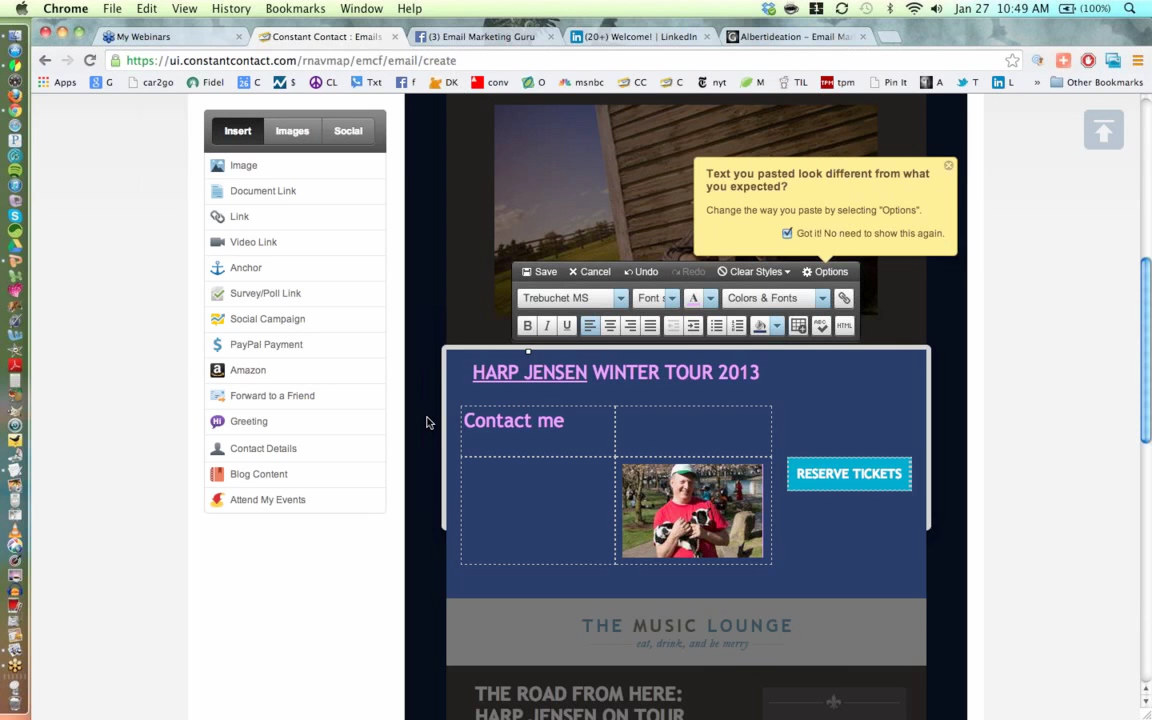 Chrome File Edit View History Bookmarks Window Help Jan 27 10:49 AM (100%)
My Webinars Constant Contact : Emails (3) Email Marketing Guru (20+) Welcome! | LinkedIn Albertideation – Email Ma
https://ui.constantcontact.com/rnavmap/emcf/email/create
Apps G car2go Fidel C S CL Txt f DK conv O msnbc CC C nyt M TIL tpm Pin It A T L » Other Bookmarks
Insert Images Social
Image
Document Link
Link
Video Link
Anchor
Survey/Poll Link
Social Campaign
PayPal Payment
Amazon
Forward to a Friend
Greeting
Contact Details
Blog Content
Attend My Events
Text you pasted look different from what
you expected?
Change the way you paste by selecting "Options".
Got it! No need to show this again.
Save Cancel Undo Redo Clear Styles Options
Trebuchet MS Font s A Colors & Fonts
B I U ABC HTML
HARP JENSEN WINTER TOUR 2013
Contact me
RESERVE TICKETS
THE MUSIC LOUNGE
eat, drink, and be merry
THE ROAD FROM HERE:
HARP JENSEN ON TOUR